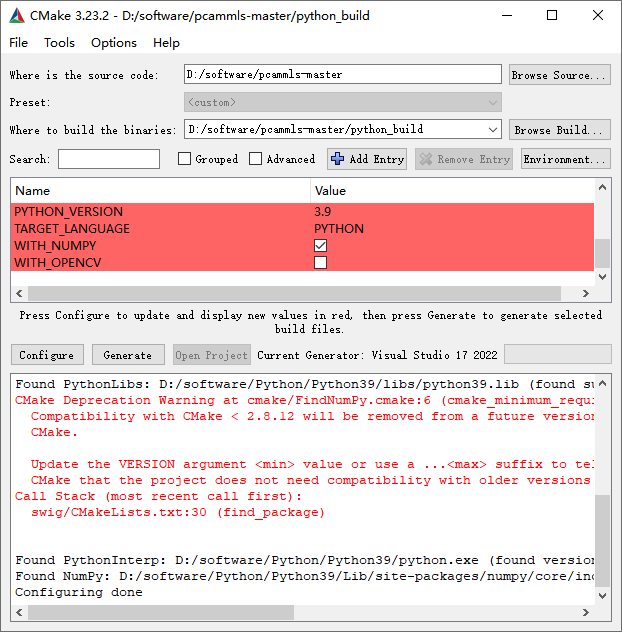 CMake 3.23.2 - D:/software/pcammls-master/python_build
File Tools Options Help
Where is the source code: D:/software/pcammls-master Browse Source...
Preset: <custom>
Where to build the binaries: D:/software/pcammls-master/python_build Browse Build...
Search: Grouped Advanced Add Entry Remove Entry Environment...
Name Value
PYTHON_VERSION 3.9
TARGET_LANGUAGE PYTHON
WITH_NUMPY
WITH_OPENCV
Press Configure to update and display new values in red, then press Generate to generate selected
build files.
Configure Generate Open Project Current Generator: Visual Studio 17 2022
Found PythonLibs: D:/software/Python/Python39/libs/python39.lib (found su
CMake Deprecation Warning at cmake/FindNumPy.cmake:6 (cmake_minimum_requi
Compatibility with CMake < 2.8.12 will be removed from a future version
CMake.
Update the VERSION argument <min> value or use a ...<max> suffix to tel
CMake that the project does not need compatibility with older versions
Call Stack (most recent call first):
swig/CMakeLists.txt:30 (find_package)
Found PythonInterp: D:/software/Python/Python39/python.exe (found version
Found NumPy: D:/software/Python/Python39/Lib/site-packages/numpy/core/inc
Configuring done